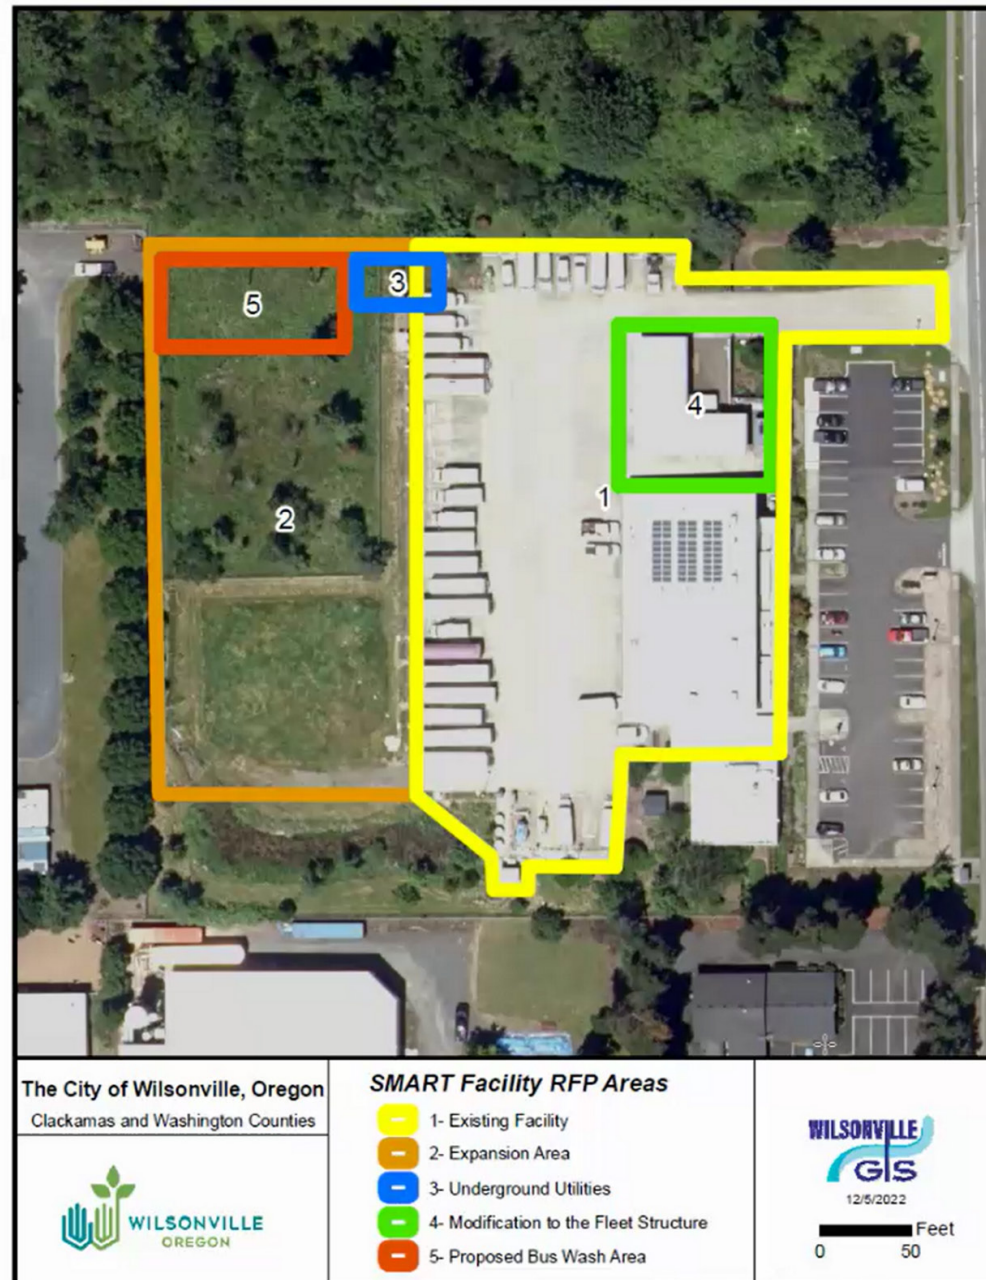 5
3
4
1
2
The City of Wilsonville, Oregon
Clackamas and Washington Counties
WILSONVILLE
OREGON
SMART Facility RFP Areas
1- Existing Facility
2- Expansion Area
3- Underground Utilities
4- Modification to the Fleet Structure
5- Proposed Bus Wash Area
WILSONVILLE
GIS
12/5/2022
Feet
0 50